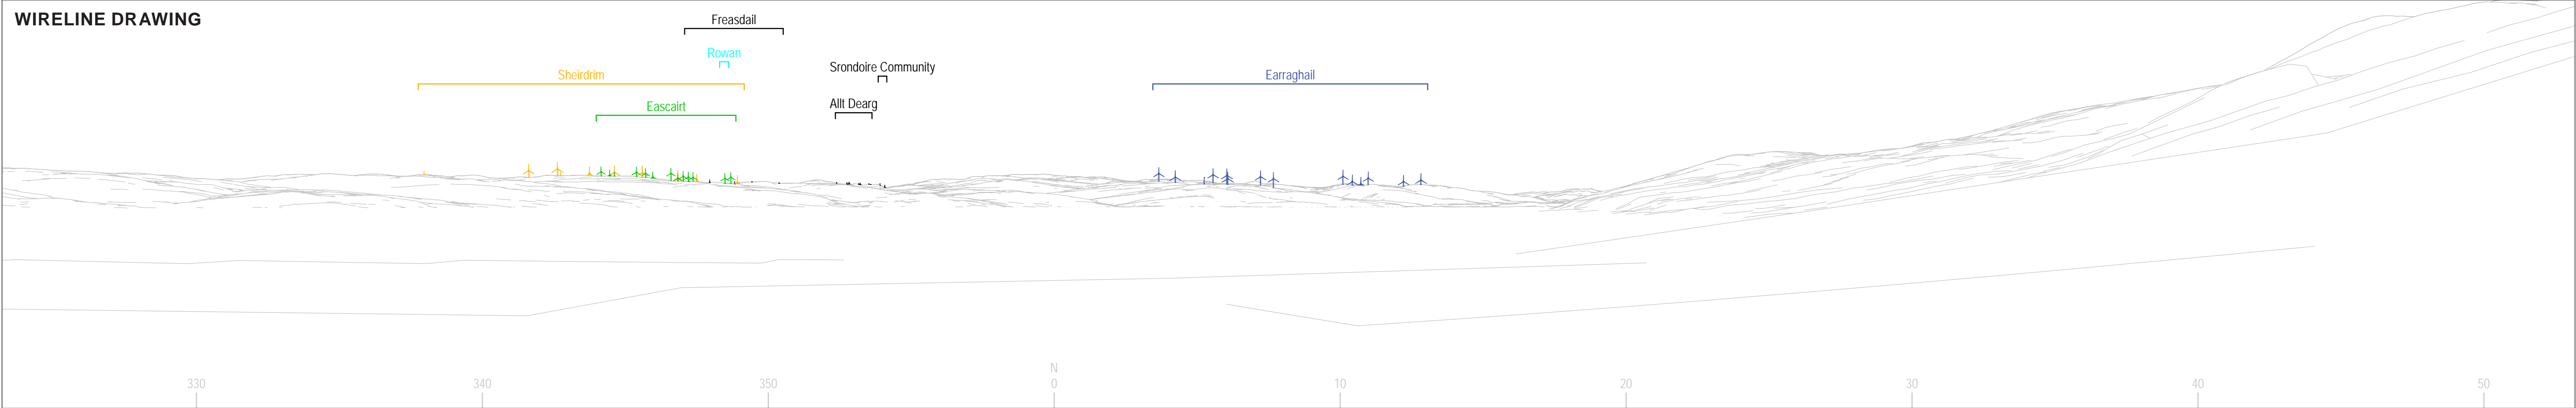 WIRELINE DRAWING
Freasdail
Rowan
Srondoire Community
Sheirdrim
Earraghail
Eascairt
Allt Dearg
N
330
340
350
0
10
20
30
40
50